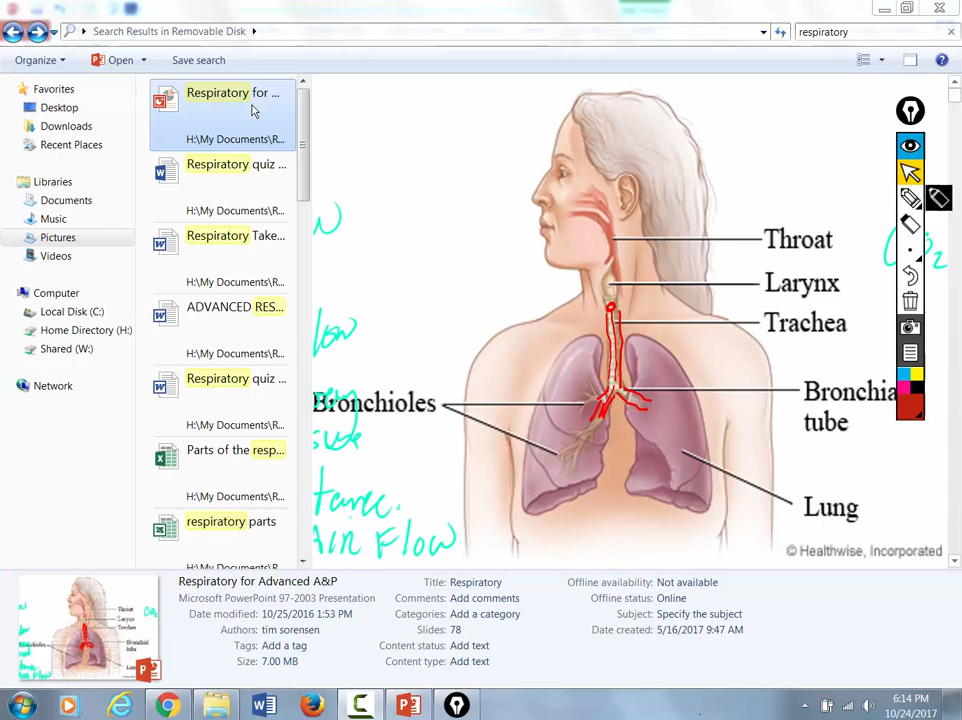 Search Results in Removable Disk
respiratory
Organize
Open
Save search
Favorites
Desktop
Downloads
Recent Places
Libraries
Documents
Music
Pictures
Videos
Computer
Local Disk (C:)
Home Directory (H:)
Shared (W:)
Network
Respiratory for ...
H:\My Documents\R...
Respiratory quiz ...
H:\My Documents\R...
Respiratory Take...
H:\My Documents\R...
ADVANCED RES...
H:\My Documents\R...
Respiratory quiz ...
H:\My Documents\R...
Parts of the resp...
H:\My Documents\R...
respiratory parts
H:\My Documents\R...
Throat
Larynx
Trachea
Bronchia
tube
Bronchioles
Lung
tance.
Air Flow
© Healthwise, Incorporated
Respiratory for Advanced A&P
Microsoft PowerPoint 97-2003 Presentation
Date modified: 10/25/2016 1:53 PM
Authors: tim sorensen
Tags: Add a tag
Size: 7.00 MB
Title: Respiratory
Comments: Add comments
Categories: Add a category
Slides: 78
Content status: Add text
Content type: Add text
Offline availability: Not available
Offline status: Online
Subject: Specify the subject
Date created: 5/16/2017 9:47 AM
6:14 PM
10/24/2017